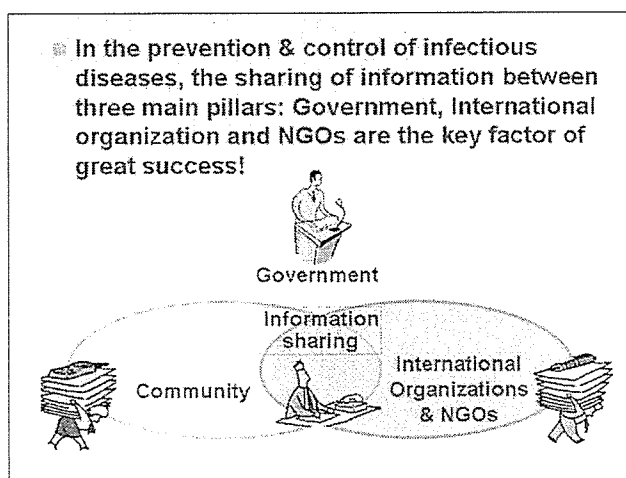 In the prevention & control of infectious
diseases, the sharing of information between
three main pillars: Government, International
organization and NGOs are the key factor of
great success!
Government
Information
sharing
Community
International
Organizations
& NGOs